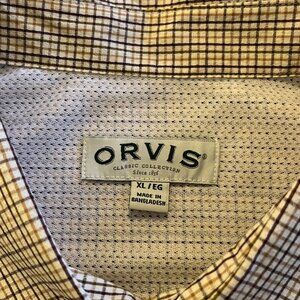 ORVIS®
CLASSIC COLLECTION
Since 1856
XL/EG
MADE IN
BANGLADESH